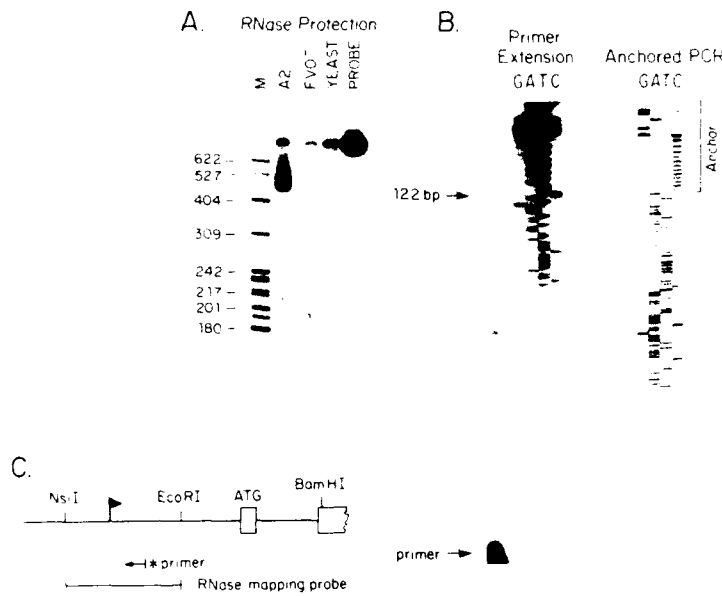 A. RNase Protection
M A2 FVO⁻ YEAST PROBE
622
527
404
309
242
217
201
180
B.
Primer Extension
GATC
Anchored PCR
GATC
Anchor
122 bp
primer
C.
NsiI EcoRI ATG BamHI
* primer
RNase mapping probe